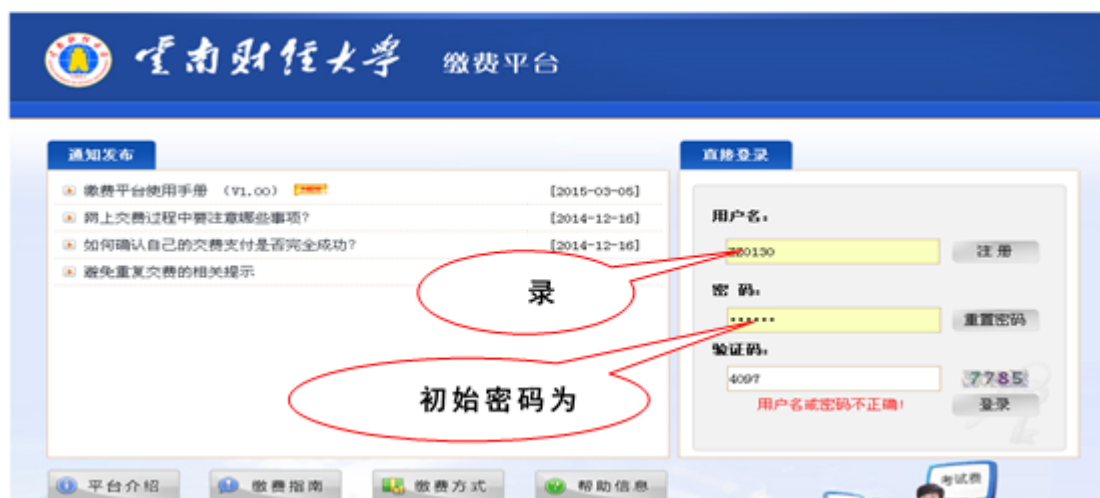 雲南财经大学 缴费平台
通知发布
缴费平台使用手册 （V1.00） [2015-03-05]
网上交费过程中要注意哪些事项? [2014-12-16]
如何确认自己的交费支付是否完全成功? [2014-12-16]
避免重复交费的相关提示
录
初始密码为
直接登录
用户名:
ZZ0130 注 册
密 码:
•••••• 重置密码
验证码:
4097 7785
用户名或密码不正确! 登录
平台介绍 缴费指南 缴费方式 帮助信息
考试费